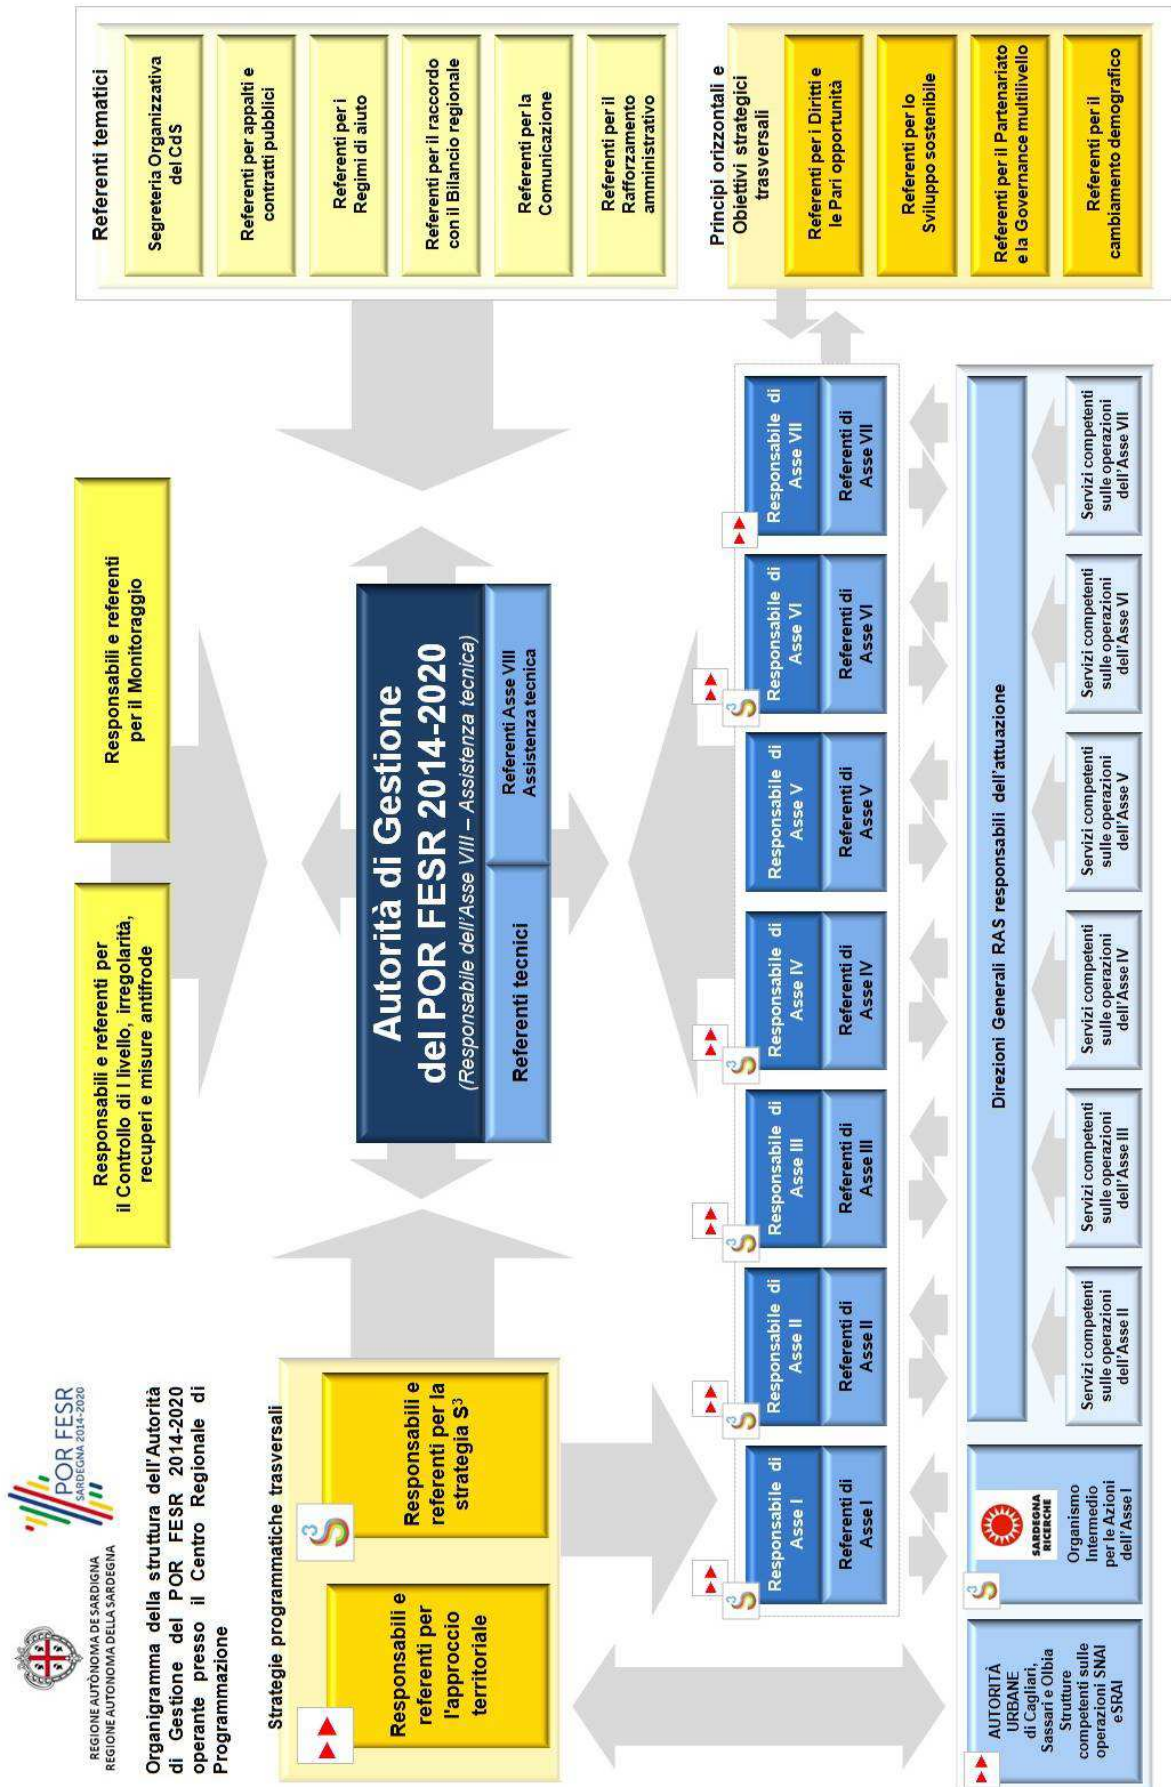 REGIONE AUTÒNOMA DE SARDIGNA
REGIONE AUTONOMA DELLA SARDEGNA
POR FESR
SARDEGNA 2014-2020
Organigramma della struttura dell'Autorità
di Gestione del POR FESR 2014-2020
operante presso il Centro Regionale di
Programmazione
Responsabili e referenti per
il Controllo di I livello, irregolarità,
recuperi e misure antifrode
Responsabili e referenti
per il Monitoraggio
Referenti tematici
Segreteria Organizzativa
del CdS
Referenti per appalti e
contratti pubblici
Referenti per i
Regimi di aiuto
Referenti per il raccordo
con il Bilancio regionale
Referenti per la
Comunicazione
Referenti per il
Rafforzamento
amministrativo
Strategie programmatiche trasversali
Responsabili e
referenti per
l'approccio
territoriale
S3
Responsabili e
referenti per la
strategia S³
Autorità di Gestione
del POR FESR 2014-2020
(Responsabile dell'Asse VIII – Assistenza tecnica)
Referenti tecnici
Referenti Asse VIII
Assistenza tecnica
Principi orizzontali e
Obiettivi strategici
trasversali
Referenti per i Diritti e
le Pari opportunità
Referenti per lo
Sviluppo sostenibile
Referenti per il Partenariato
e la Governance multilivello
Referenti per il
cambiamento demografico
S3
Responsabile di
Asse I
Referenti di
Asse I
S3
Responsabile di
Asse II
Referenti di
Asse II
S3
Responsabile di
Asse III
Referenti di
Asse III
S3
Responsabile di
Asse IV
Referenti di
Asse IV
Responsabile di
Asse V
Referenti di
Asse V
S3
Responsabile di
Asse VI
Referenti di
Asse VI
Responsabile di
Asse VII
Referenti di
Asse VII
AUTORITÀ
URBANE
di Cagliari,
Sassari e Olbia
Strutture
competenti sulle
operazioni SNAI
eSRAI
S3
SARDEGNA
RICERCHE
Organismo
Intermedio
per le Azioni
dell'Asse I
Direzioni Generali RAS responsabili dell'attuazione
Servizi competenti
sulle operazioni
dell'Asse II
Servizi competenti
sulle operazioni
dell'Asse III
Servizi competenti
sulle operazioni
dell'Asse IV
Servizi competenti
sulle operazioni
dell'Asse V
Servizi competenti
sulle operazioni
dell'Asse VI
Servizi competenti
sulle operazioni
dell'Asse VII